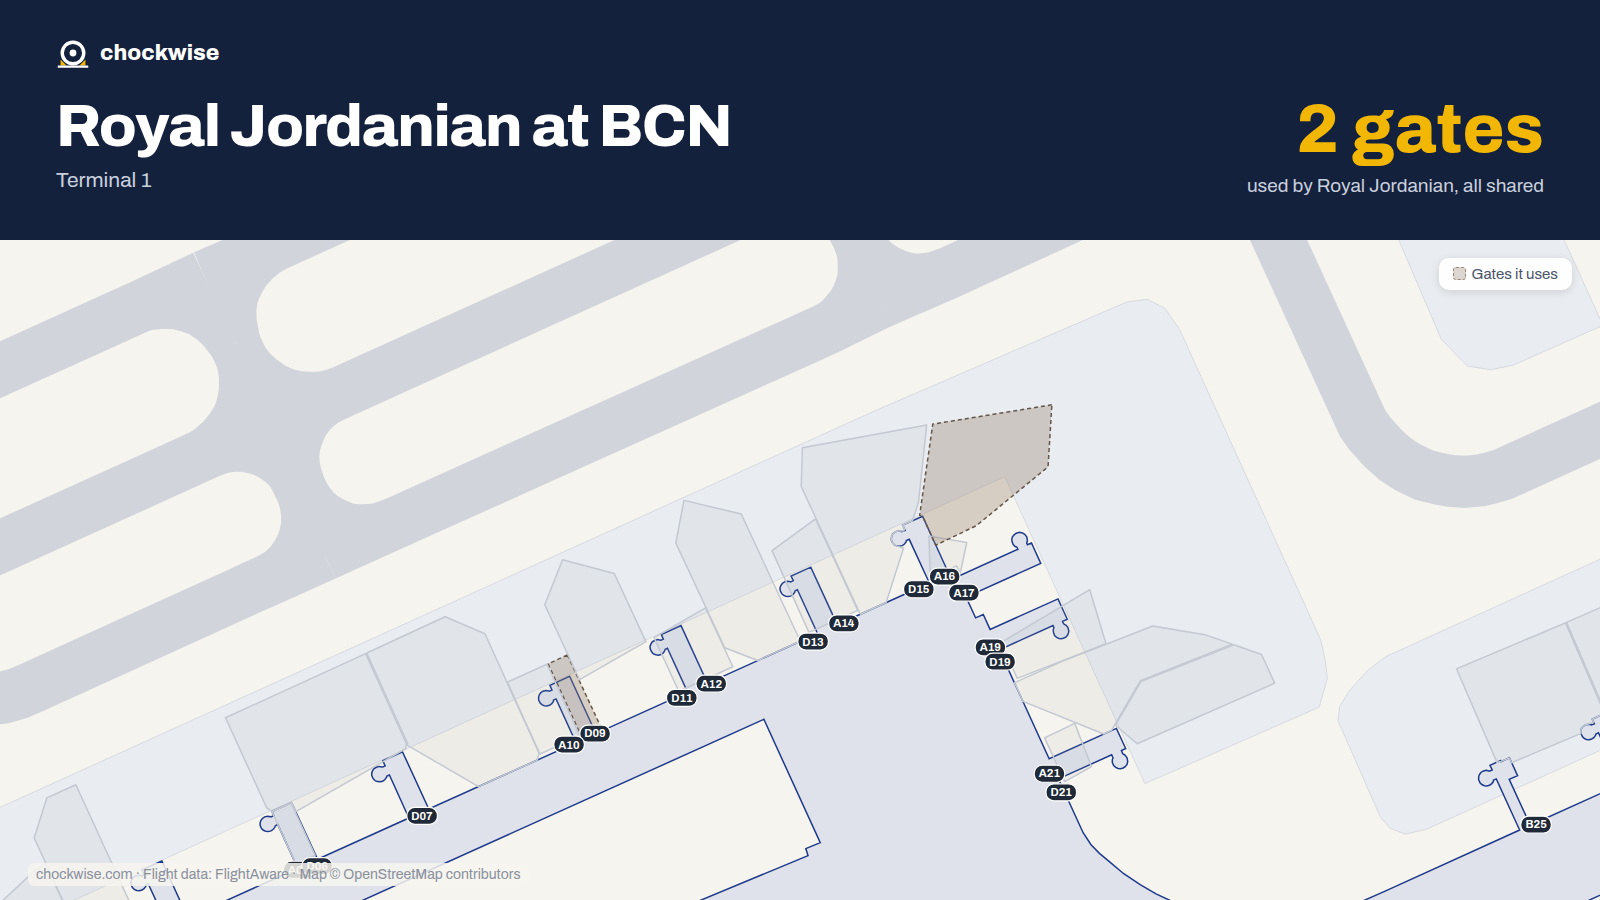 chockwise
Royal Jordanian at BCN
Terminal 1
2 gates
used by Royal Jordanian, all shared
Gates it uses
A16
D15
A17
A14
D13
A19
D19
A12
D11
D09
A10
A21
D21
D07
B25
chockwise.com · Flight data: FlightAware · Map © OpenStreetMap contributors